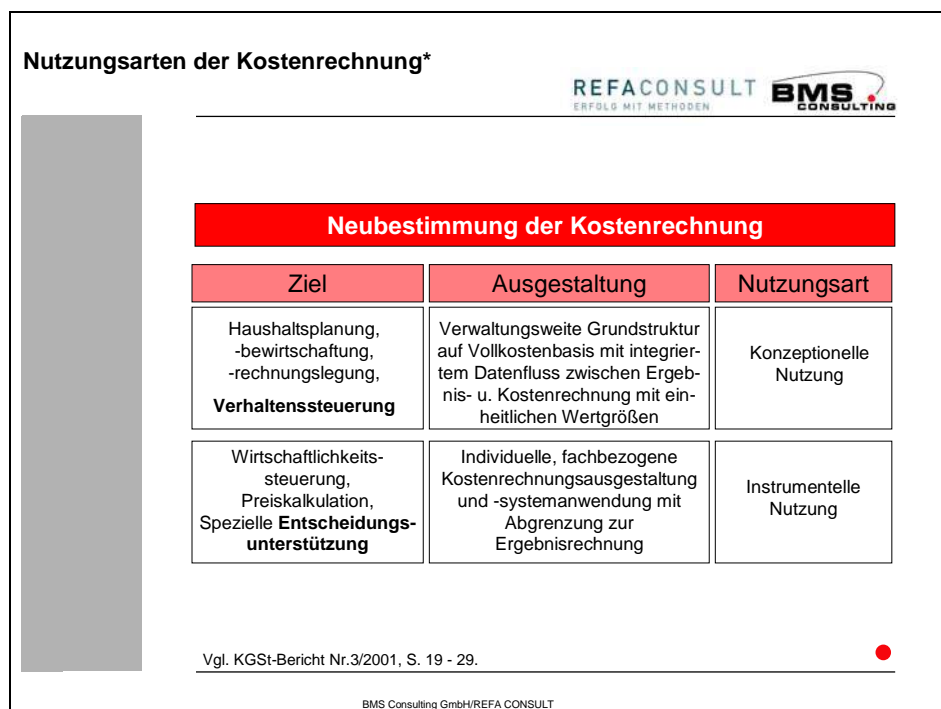 Nutzungsarten der Kostenrechnung*
REFACONSULT
ERFOLG MIT METHODEN
BMS
CONSULTING
Neubestimmung der Kostenrechnung
Ziel
Ausgestaltung
Nutzungsart
Haushaltsplanung,
-bewirtschaftung,
-rechnungslegung,
Verhaltenssteuerung
Verwaltungsweite Grundstruktur
auf Vollkostenbasis mit integrier-
tem Datenfluss zwischen Ergeb-
nis- u. Kostenrechnung mit ein-
heitlichen Wertgrößen
Konzeptionelle
Nutzung
Wirtschaftlichkeits-
steuerung,
Preiskalkulation,
Spezielle Entscheidungs-
unterstützung
Individuelle, fachbezogene
Kostenrechnungsausgestaltung
und -systemanwendung mit
Abgrenzung zur
Ergebnisrechnung
Instrumentelle
Nutzung
Vgl. KGSt-Bericht Nr.3/2001, S. 19 - 29.
BMS Consulting GmbH/REFA CONSULT